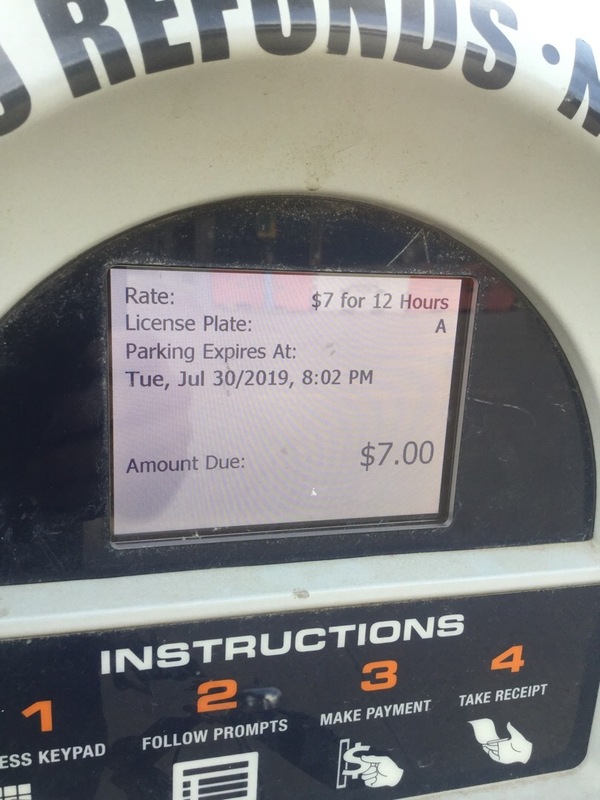 REFUNDS ·
Rate: $7 for 12 Hours
License Plate: A
Parking Expires At:
Tue, Jul 30/2019, 8:02 PM
Amount Due: $7.00
INSTRUCTIONS
1 2 3 4
ESS KEYPAD FOLLOW PROMPTS MAKE PAYMENT TAKE RECEIPT
$